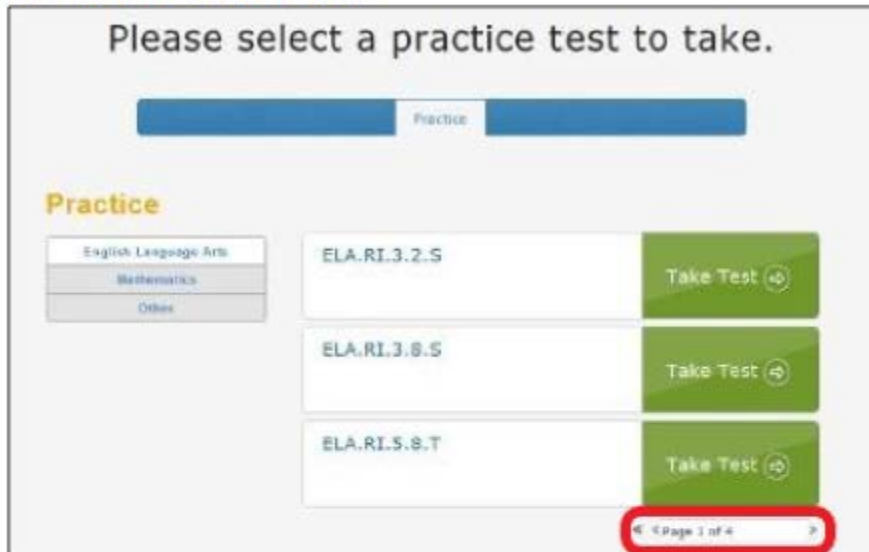 Please select a practice test to take.
Practice
Practice
English Language Arts
Mathematics
Other
ELA.RI.3.2.S
Take Test
ELA.RI.3.8.S
Take Test
ELA.RI.5.8.T
Take Test
Page 1 of 4